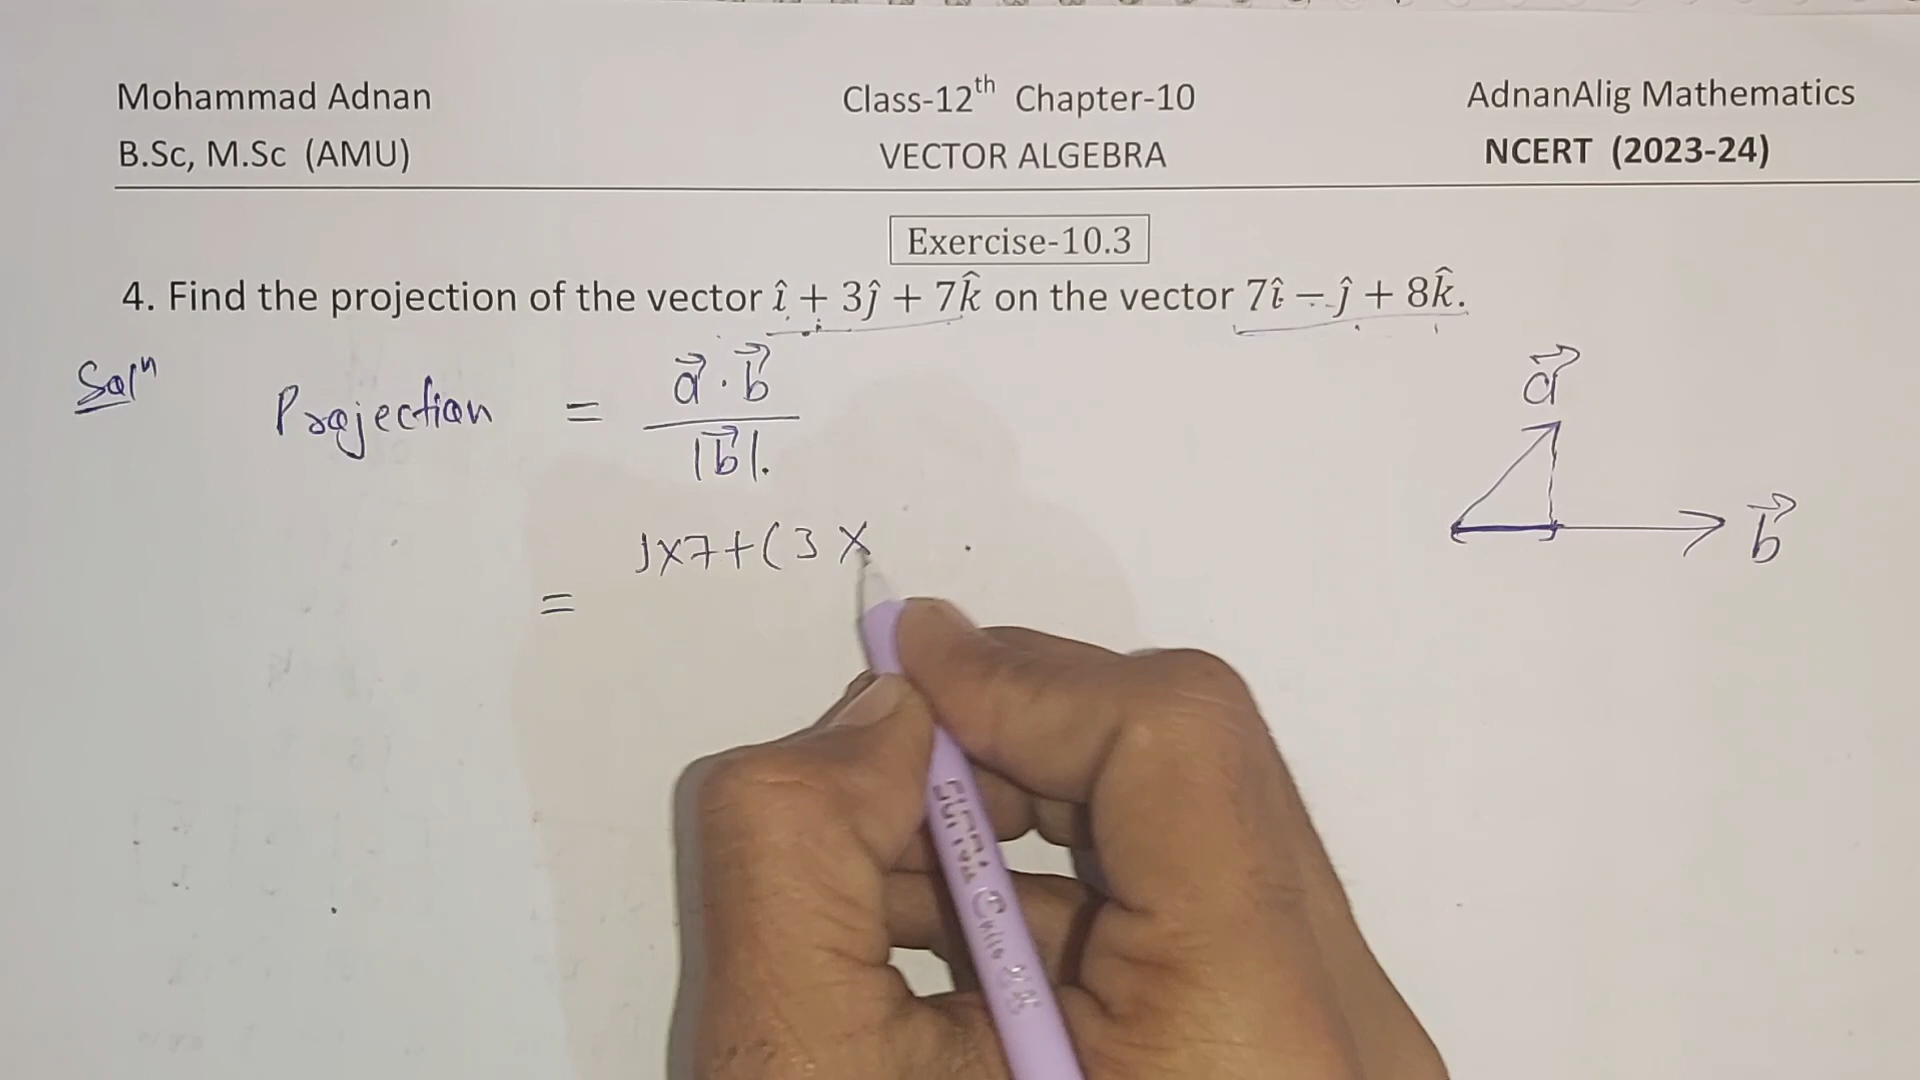 Mohammad Adnan
B.Sc, M.Sc (AMU)
Class-12th Chapter-10
VECTOR ALGEBRA
AdnanAlig Mathematics
NCERT (2023-24)
Exercise-10.3
4. Find the projection of the vector î + 3ĵ + 7k̂ on the vector 7î − ĵ + 8k̂.
Solⁿ
Projection = a⃗ · b⃗ / |b⃗|.
= 1×7+(3 ×
a⃗
b⃗